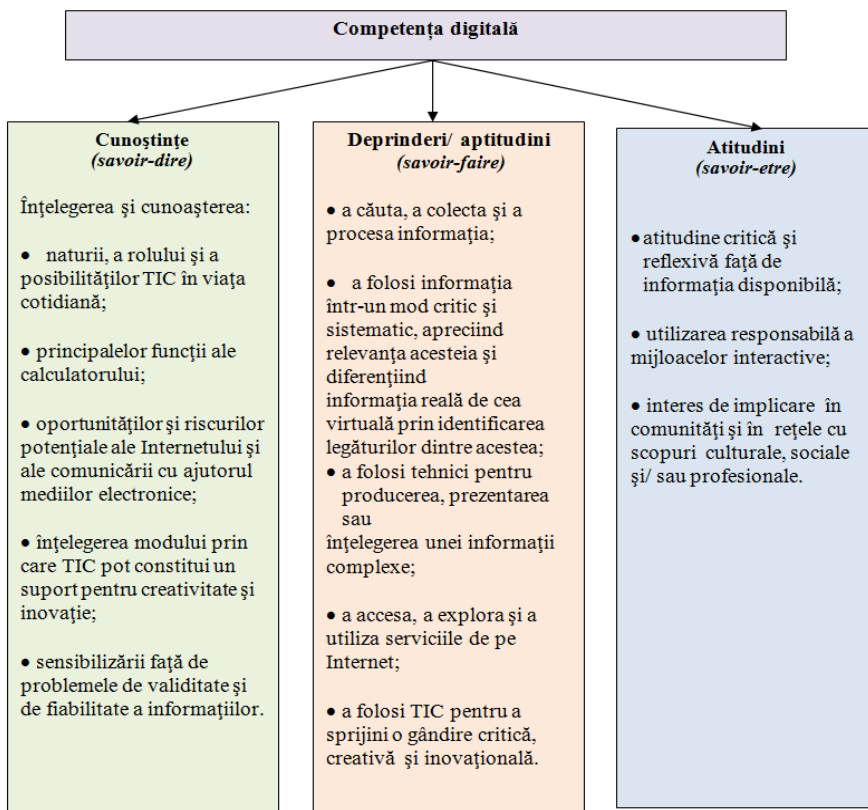 Competența digitală
Cunoştinţe
(savoir-dire)
Înţelegerea şi cunoaşterea:
• naturii, a rolului şi a
posibilităţilor TIC în viaţa
cotidiană;
• principalelor funcţii ale
calculatorului;
• oportunităţilor şi riscurilor
potenţiale ale Internetului şi
ale comunicării cu ajutorul
mediilor electronice;
• înţelegerea modului prin
care TIC pot constitui un
suport pentru creativitate şi
inovaţie;
• sensibilizării faţă de
problemele de validitate şi
de fiabilitate a informaţiilor.
Deprinderi/ aptitudini
(savoir-faire)
• a căuta, a colecta şi a
procesa informaţia;
• a folosi informaţia
într-un mod critic şi
sistematic, apreciind
relevanţa acesteia şi
diferenţiind
informaţia reală de cea
virtuală prin identificarea
legăturilor dintre acestea;
• a folosi tehnici pentru
producerea, prezentarea
sau
înţelegerea unei informaţii
complexe;
• a accesa, a explora şi a
utiliza serviciile de pe
Internet;
• a folosi TIC pentru a
sprijini o gândire critică,
creativă şi inovaţională.
Atitudini
(savoir-etre)
• atitudine critică şi
reflexivă faţă de
informaţia disponibilă;
• utilizarea responsabilă a
mijloacelor interactive;
• interes de implicare în
comunităţi şi în reţele cu
scopuri culturale, sociale
şi/ sau profesionale.